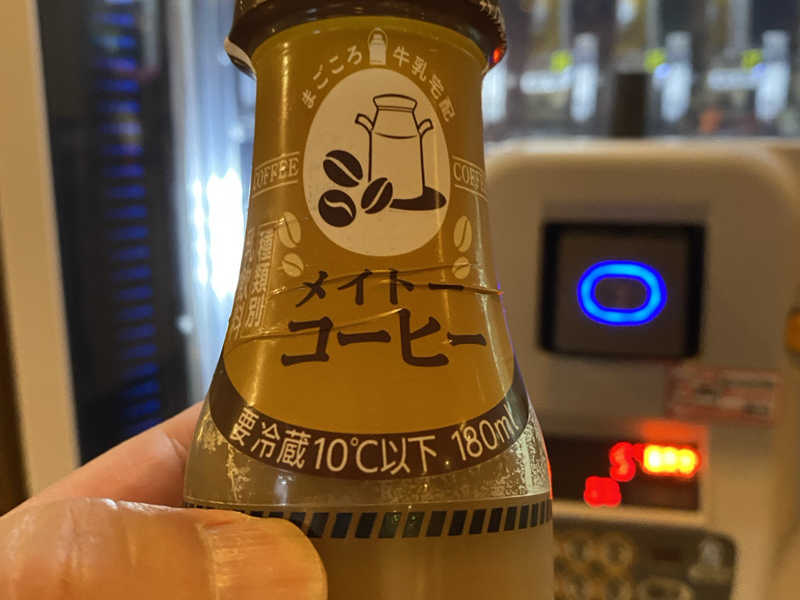 まごころ 牛乳宅配
COFFEE
メイトー
コーヒー
種類別
要冷蔵10℃以下 180ml